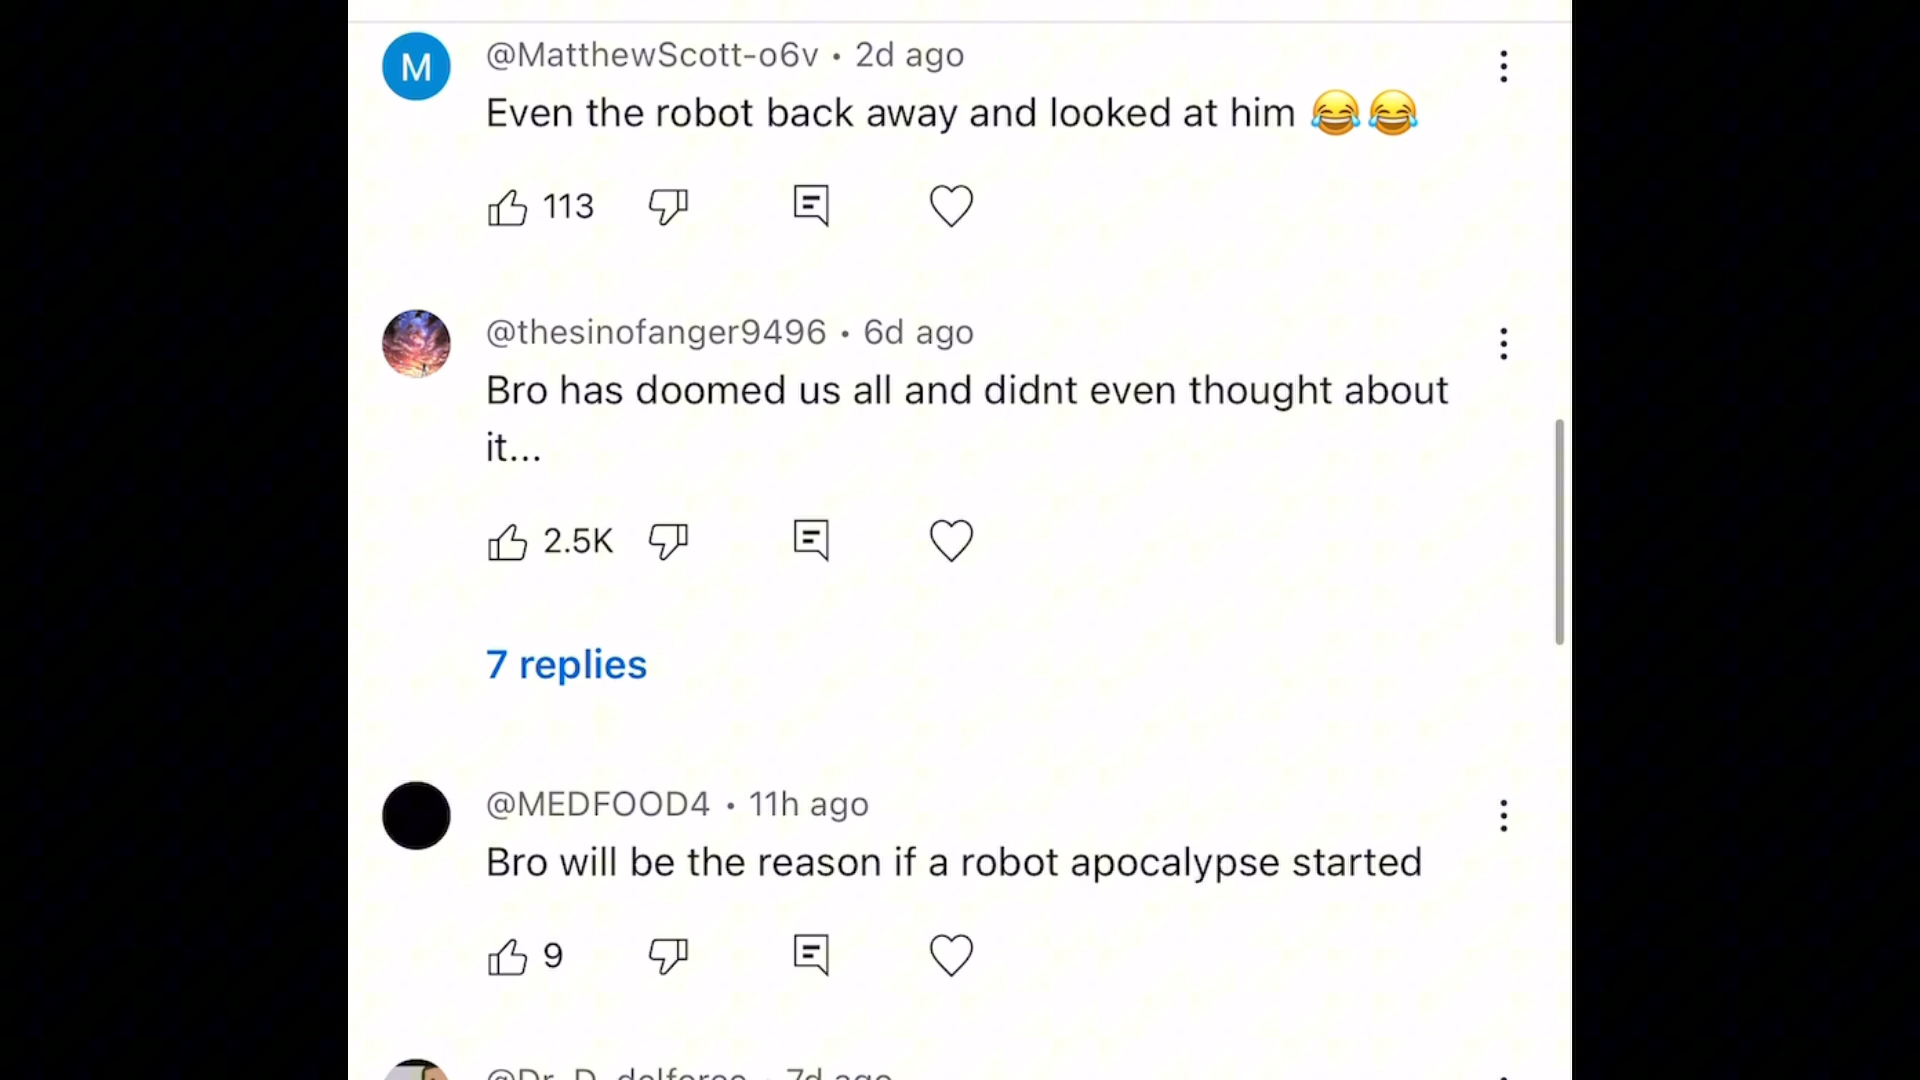 M
@MatthewScott-o6v • 2d ago
Even the robot back away and looked at him 😂😂
113
@thesinofanger9496 • 6d ago
Bro has doomed us all and didnt even thought about
it...
2.5K
7 replies
@MEDFOOD4 • 11h ago
Bro will be the reason if a robot apocalypse started
9
7d ago